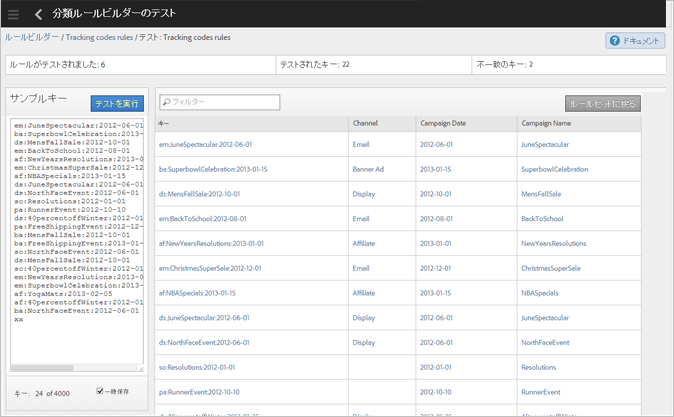 分類ルールビルダーのテスト
ルールビルダー / Tracking codes rules / テスト : Tracking codes rules
ドキュメント
ルールがテストされました: 6
テストされたキー: 22
不一致のキー: 2
サンプルキー
テストを実行
フィルター
ルールセットに戻る
em:JuneSpectacular:2012-06-01
ba:SuperbowlCelebration:2013-
ds:MensFallSale:2012-10-01
em:BackToSchool:2012-08-01
af:NewYearsResolutions:2013-0
em:ChristmasSuperSale:2012-12
af:NBASpecials:2013-01-15
ds:JuneSpectacular:2012-06-01
ds:NorthFaceEvent:2012-06-01
so:Resolutions:2012-01-01
pa:RunnerEvent:2012-10-10
ds:40percentoffWinter:2012-01
pa:FreeShippingEvent:2012-12-
ba:MensFallSale:2012-10-01
ba:FreeShippingEvent:2013-01-
so:NorthFaceEvent:2012-06-01
ds:MensFallSale:2012-10-01
so:40percentoffWinter:2012-01
em:NewYearsResolutions:2013-0
em:SuperbowlCelebration:2013-
af:YogaMats:2013-02-05
af:40percentoffWinter:2012-01
ba:NorthFaceEvent:2012-06-01
xx
キー: 24 of 4000
一時保存
キー Channel Campaign Date Campaign Name
em:JuneSpectacular:2012-06-01 Email 2012-06-01 JuneSpectacular
ba:SuperbowlCelebration:2013-01-15 Banner Ad 2013-01-15 SuperbowlCelebration
ds:MensFallSale:2012-10-01 Display 2012-10-01 MensFallSale
em:BackToSchool:2012-08-01 Email 2012-08-01 BackToSchool
af:NewYearsResolutions:2013-01-01 Affiliate 2013-01-01 NewYearsResolutions
em:ChristmasSuperSale:2012-12-01 Email 2012-12-01 ChristmasSuperSale
af:NBASpecials:2013-01-15 Affiliate 2013-01-15 NBASpecials
ds:JuneSpectacular:2012-06-01 Display 2012-06-01 JuneSpectacular
ds:NorthFaceEvent:2012-06-01 Display 2012-06-01 NorthFaceEvent
so:Resolutions:2012-01-01 2012-01-01 Resolutions
pa:RunnerEvent:2012-10-10 2012-10-10 RunnerEvent